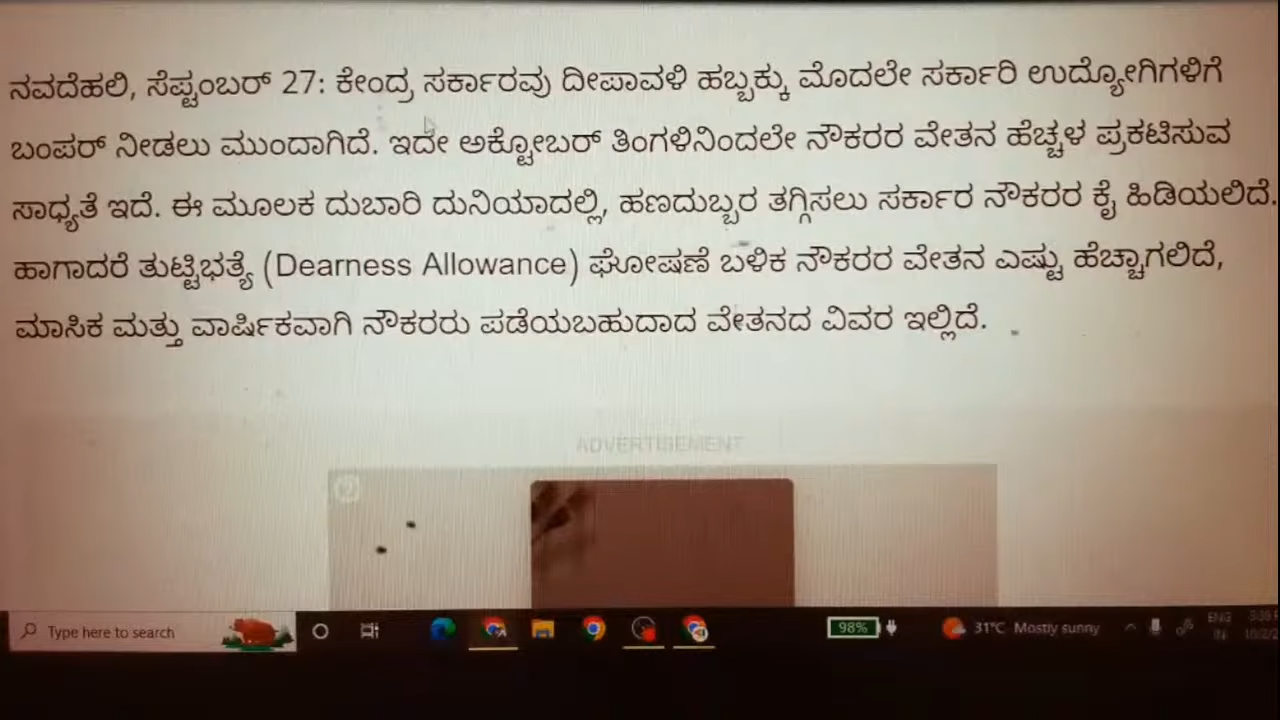 ನವದೆಹಲಿ, ಸೆಪ್ಟಂಬರ್ 27: ಕೇಂದ್ರ ಸರ್ಕಾರವು ದೀಪಾವಳಿ ಹಬ್ಬಕ್ಕು ಮೊದಲೇ ಸರ್ಕಾರಿ ಉದ್ಯೋಗಿಗಳಿಗೆ
ಬಂಪರ್ ನೀಡಲು ಮುಂದಾಗಿದೆ. ಇದೇ ಅಕ್ಟೋಬರ್ ತಿಂಗಳಿನಿಂದಲೇ ನೌಕರರ ವೇತನ ಹೆಚ್ಚಳ ಪ್ರಕಟಿಸುವ
ಸಾಧ್ಯತೆ ಇದೆ. ಈ ಮೂಲಕ ದುಬಾರಿ ದುನಿಯಾದಲ್ಲಿ, ಹಣದುಬ್ಬರ ತಗ್ಗಿಸಲು ಸರ್ಕಾರ ನೌಕರರ ಕೈ ಹಿಡಿಯಲಿದೆ.
ಹಾಗಾದರೆ ತುಟ್ಟಿಭತ್ಯೆ (Dearness Allowance) ಘೋಷಣೆ ಬಳಿಕ ನೌಕರರ ವೇತನ ಎಷ್ಟು ಹೆಚ್ಚಾಗಲಿದೆ,
ಮಾಸಿಕ ಮತ್ತು ವಾರ್ಷಿಕವಾಗಿ ನೌಕರರು ಪಡೆಯಬಹುದಾದ ವೇತನದ ವಿವರ ಇಲ್ಲಿದೆ.
ADVERTISEMENT
Type here to search
98%
31°C Mostly sunny
ENG
IN